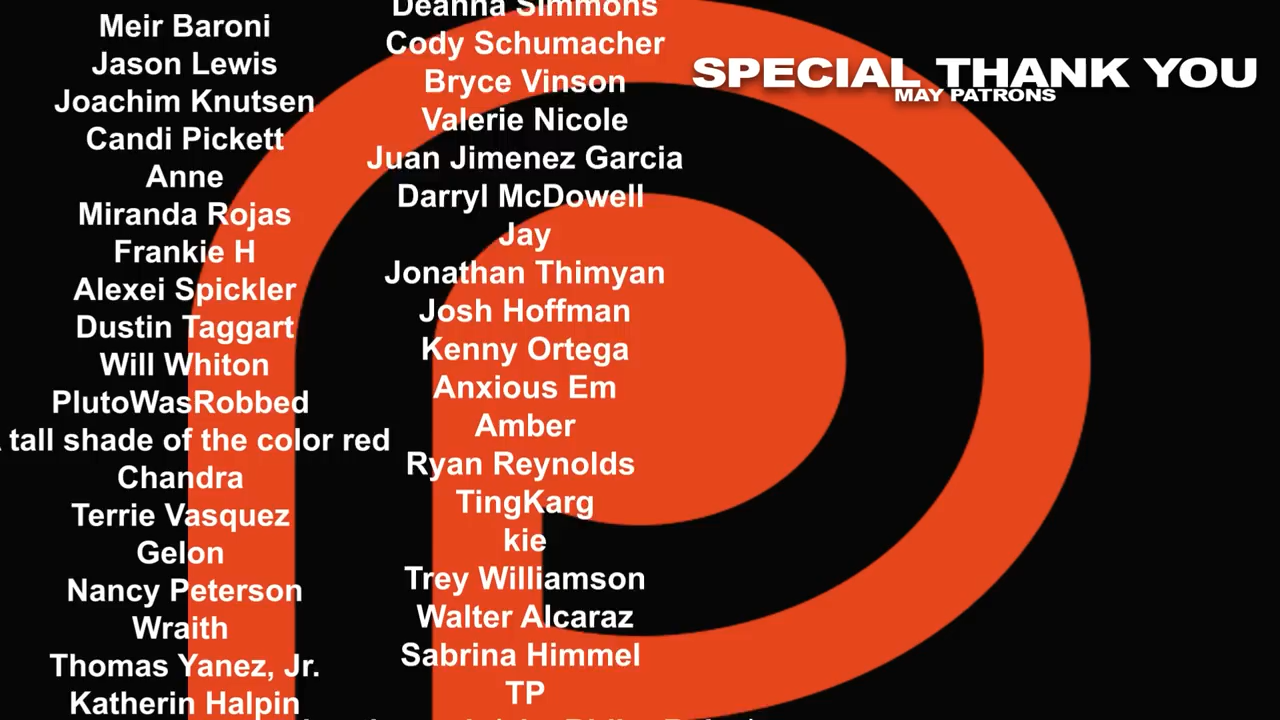 SPECIAL THANK YOU
MAY PATRONS
Meir Baroni
Jason Lewis
Joachim Knutsen
Candi Pickett
Anne
Miranda Rojas
Frankie H
Alexei Spickler
Dustin Taggart
Will Whiton
PlutoWasRobbed
tall shade of the color red
Chandra
Terrie Vasquez
Gelon
Nancy Peterson
Wraith
Thomas Yanez, Jr.
Katherin Halpin
Deanna Simmons
Cody Schumacher
Bryce Vinson
Valerie Nicole
Juan Jimenez Garcia
Darryl McDowell
Jay
Jonathan Thimyan
Josh Hoffman
Kenny Ortega
Anxious Em
Amber
Ryan Reynolds
TingKarg
kie
Trey Williamson
Walter Alcaraz
Sabrina Himmel
TP